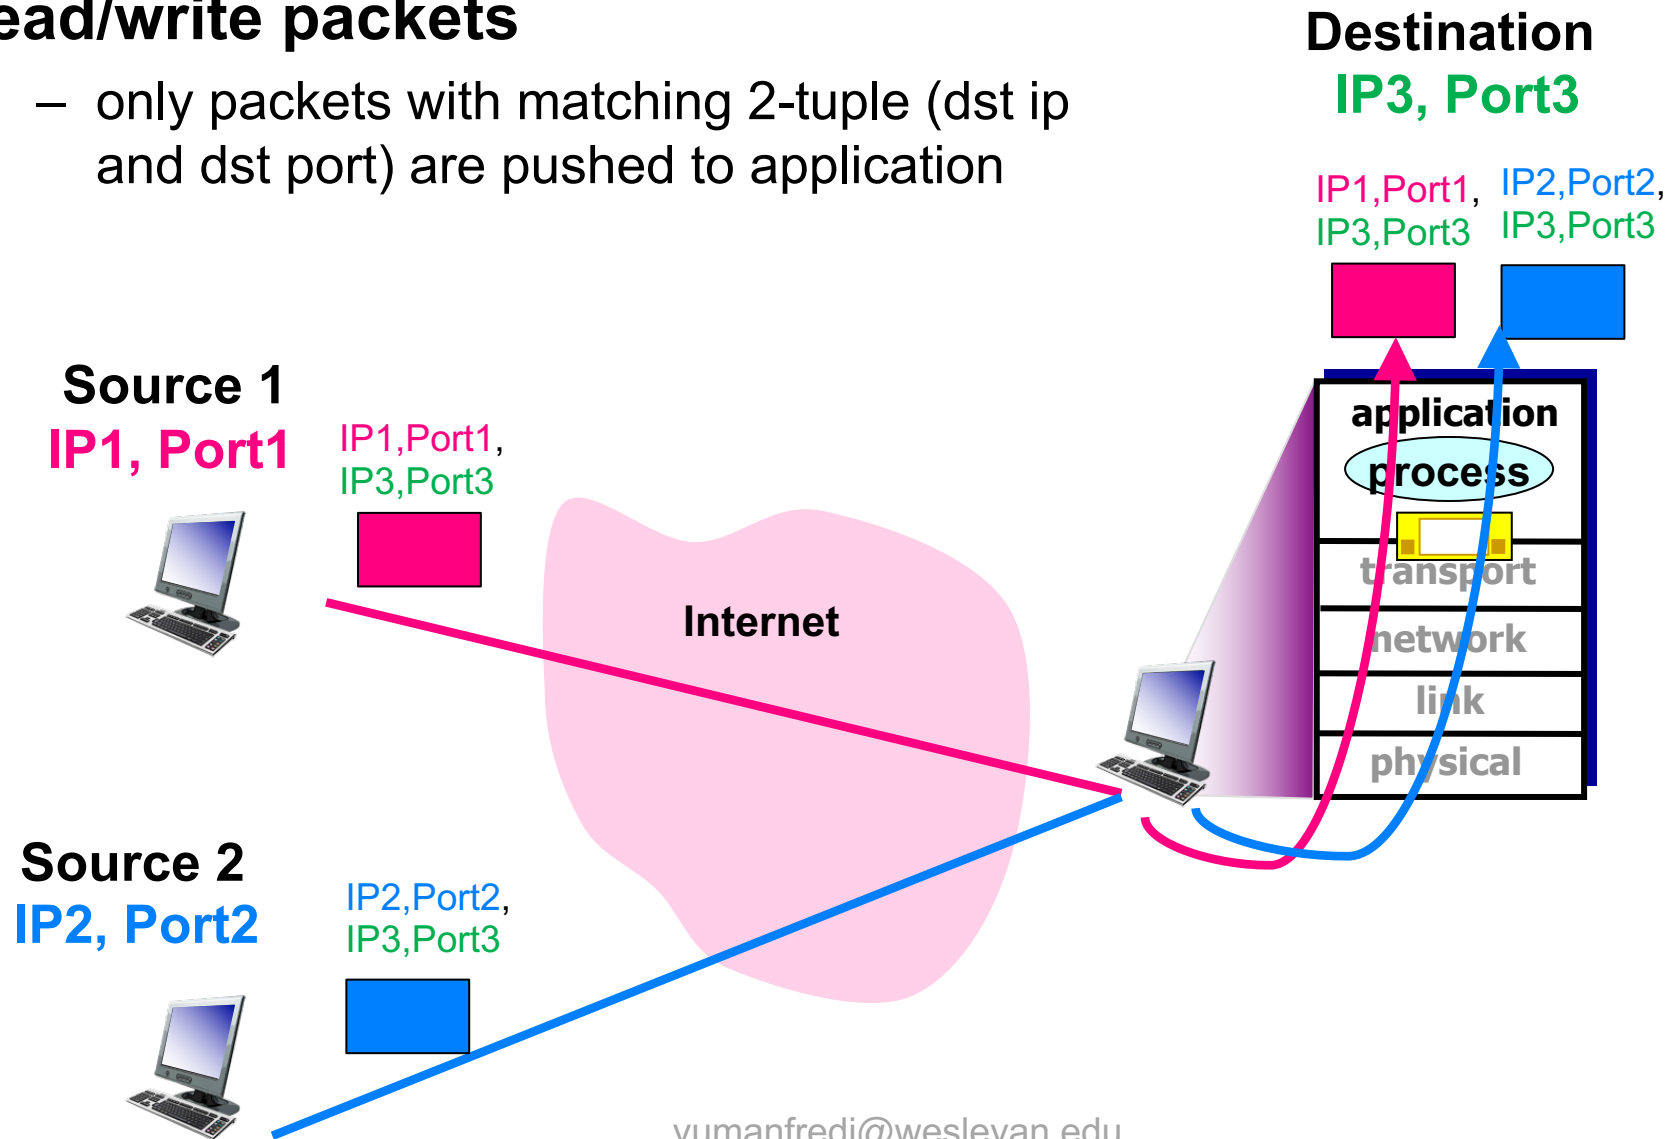 ead/write packets
– only packets with matching 2-tuple (dst ip
and dst port) are pushed to application
Destination
IP3, Port3
IP1,Port1,
IP3,Port3
IP2,Port2,
IP3,Port3
Source 1
IP1, Port1
IP1,Port1,
IP3,Port3
Internet
application
process
transport
network
link
physical
Source 2
IP2, Port2
IP2,Port2,
IP3,Port3
vumanfredi@wesleyan.edu